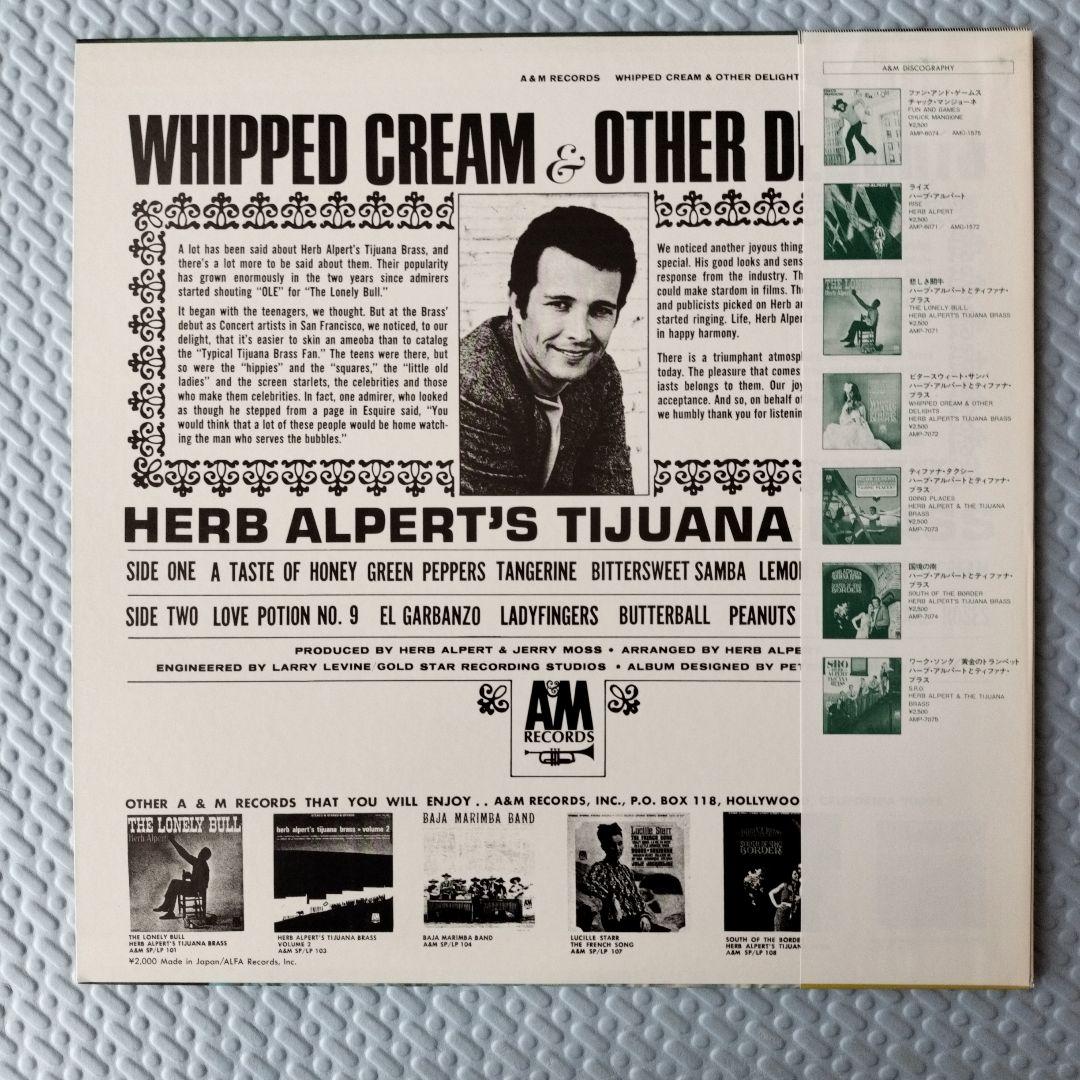 A & M RECORDS WHIPPED CREAM & OTHER DELIGHT
WHIPPED CREAM & OTHER D
A lot has been said about Herb Alpert's Tijuana Brass, and
there's a lot more to be said about them. Their popularity
has grown enormously in the two years since admirers
started shouting "OLE" for "The Lonely Bull."
It began with the teenagers, we thought. But at the Brass'
debut as Concert artists in San Francisco, we noticed, to our
delight, that it's easier to skin an ameoba than to catalog
the "Typical Tijuana Brass Fan." The teens were there, but
so were the "hippies" and the "squares," the "little old
ladies" and the screen starlets, the celebrities and those
who make them celebrities. In fact, one admirer, who looked
as though he stepped from a page in Esquire said, "You
would think that a lot of these people would be home watch-
ing the man who serves the bubbles."
We noticed another joyous thing
special. His good looks and sens
response from the industry. Th
could make stardom in films. The
and publicists picked on Herb a
started ringing. Life, Herb Alper
in happy harmony.
There is a triumphant atmosp
today. The pleasure that comes
iasts belongs to them. Our joy
acceptance. And so, on behalf of
we humbly thank you for listenin
HERB ALPERT'S TIJUANA
SIDE ONE A TASTE OF HONEY GREEN PEPPERS TANGERINE BITTERSWEET SAMBA LEMO
SIDE TWO LOVE POTION NO. 9 EL GARBANZO LADYFINGERS BUTTERBALL PEANUTS
PRODUCED BY HERB ALPERT & JERRY MOSS • ARRANGED BY HERB ALPE
ENGINEERED BY LARRY LEVINE/GOLD STAR RECORDING STUDIOS • ALBUM DESIGNED BY PET
A&M
RECORDS
OTHER A & M RECORDS THAT YOU WILL ENJOY . . A&M RECORDS, INC., P.O. BOX 118, HOLLYWOOD
THE LONELY BULL
Herb Alpert
THE LONELY BULL
HERB ALPERT'S TIJUANA BRASS
A&M SP/LP 101
herb alpert's tijuana brass • volume 2
HERB ALPERT'S TIJUANA BRASS
VOLUME 2
A&M SP/LP 103
BAJA MARIMBA BAND
BAJA MARIMBA BAND
A&M SP/LP 104
Lucille Starr
THE FRENCH SONG
LUCILLE STARR
THE FRENCH SONG
A&M SP/LP 107
SOUTH OF THE
BORDER
SOUTH OF THE BORDE
HERB ALPERT'S TIJUAN
A&M SP/LP 108
¥2,000 Made in Japan/ALFA Records, Inc.
A&M DISCOGRAPHY
ファン・アンド・ゲームス
チャック・マンジョーネ
FUN AND GAMES
CHUCK MANGIONE
¥2,500
AMP-6074／ AMC-1575
ライズ
ハーブ・アルパート
RISE
HERB ALPERT
¥2,500
AMP-6071／ AMC-1572
悲しき闘牛
ハーブ・アルパートとティファナ・
ブラス
THE LONELY BULL
HERB ALPERT'S TIJUANA BRASS
¥2,500
AMP-7071
ビタースウィート・サンバ
ハーブ・アルパートとティファナ・
ブラス
WHIPPED CREAM & OTHER
DELIGHTS
HERB ALPERT'S TIJUANA BRASS
¥2,500
AMP-7072
ティファナ・タクシー
ハーブ・アルパートとティファナ・
ブラス
GOING PLACES
HERB ALPERT & THE TIJUANA
BRASS
¥2,500
AMP-7073
国境の南
ハーブ・アルパートとティファナ・
ブラス
SOUTH OF THE BORDER
HERB ALPERT'S TIJUANA BRASS
¥2,500
AMP-7074
ワーク・ソング 黄金のトランペット
ハーブ・アルパートとティファナ・
ブラス
S.R.O.
HERB ALPERT & THE TIJUANA
BRASS
¥2,500
AMP-7075